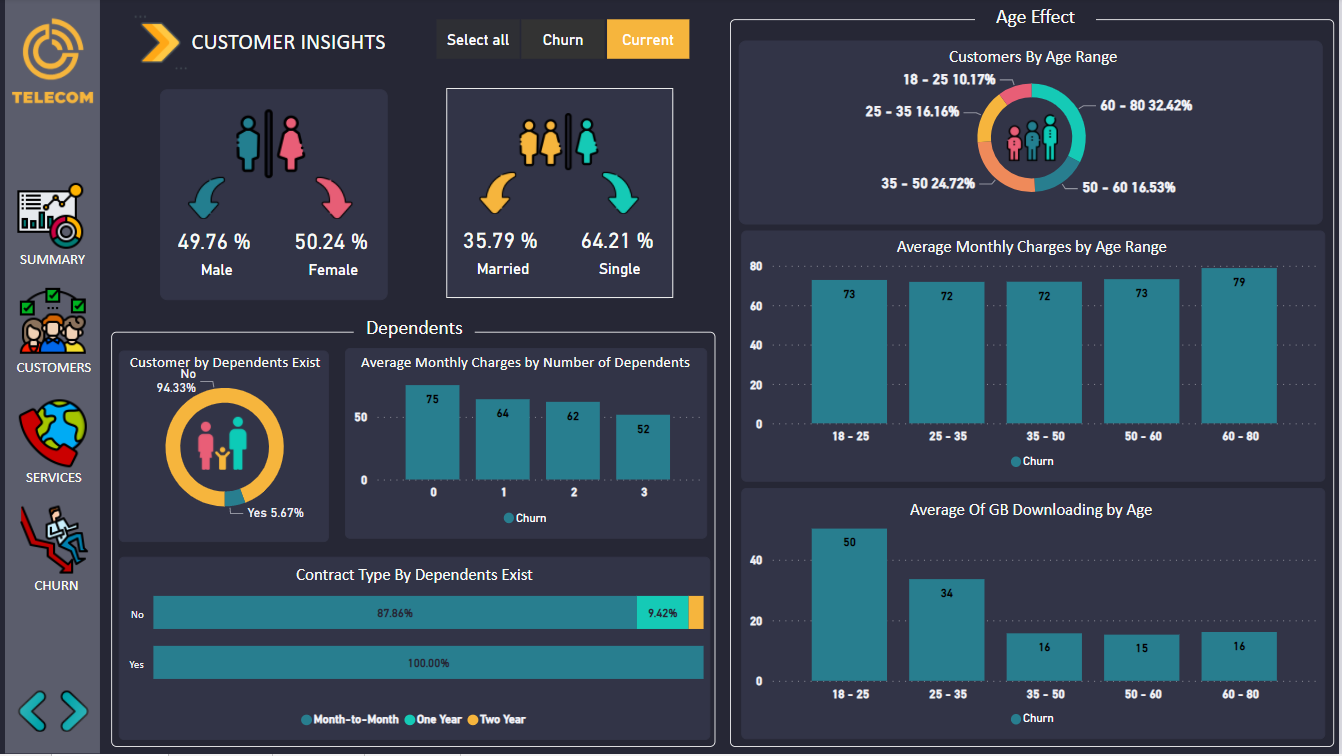 TELECOM
SUMMARY
CUSTOMERS
SERVICES
CHURN
CUSTOMER INSIGHTS
Select all
Churn
Current
49.76 %
Male
50.24 %
Female
35.79 %
Married
64.21 %
Single
Dependents
Customer by Dependents Exist
No
94.33%
Yes 5.67%
Average Monthly Charges by Number of Dependents
50
0
75
64
62
52
0
1
2
3
Churn
Contract Type By Dependents Exist
No
87.86%
9.42%
Yes
100.00%
Month-to-Month
One Year
Two Year
Age Effect
Customers By Age Range
18 - 25 10.17%
25 - 35 16.16%
35 - 50 24.72%
60 - 80 32.42%
50 - 60 16.53%
Average Monthly Charges by Age Range
80
60
40
20
0
73
72
72
73
79
18 - 25
25 - 35
35 - 50
50 - 60
60 - 80
Churn
Average Of GB Downloading by Age
40
20
0
50
34
16
15
16
18 - 25
25 - 35
35 - 50
50 - 60
60 - 80
Churn